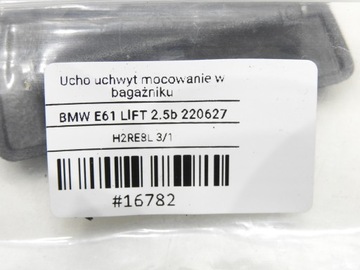 Ucho uchwyt mocowanie w
bagażniku
BMW E61 LIFT 2.5b 220627
H2RE8L 3/1
#16782